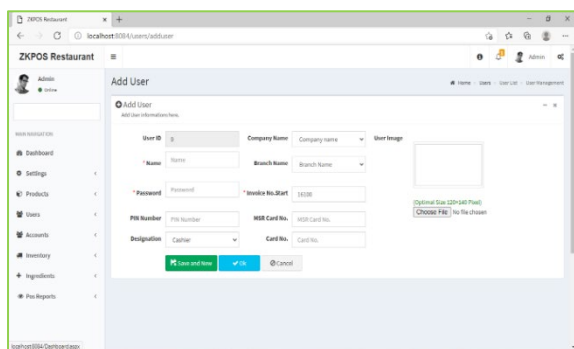 ZKPOS Restaurant
localhost:8084/users/adduser
ZKPOS Restaurant
Admin
Admin
Online
Add User
Home
Users
User List
User Management
Add User
Add User Information here.
MAIN NAVIGATION
Dashboard
Settings
Products
Users
Accounts
Inventory
Ingredients
Pos Reports
User ID 0 Company Name Company name User Image
* Name Name Branch Name Branch Name
* Password Password * Invoice No.Start
(Optimal Size 120×140 Pixel)
Choose File No file chosen
PIN Number PIN Number MSR Card No. MSR Card No.
Designation Cashier Card No. Card No.
Save and New Ok Cancel
localhost:8084/Dashboard.aspx